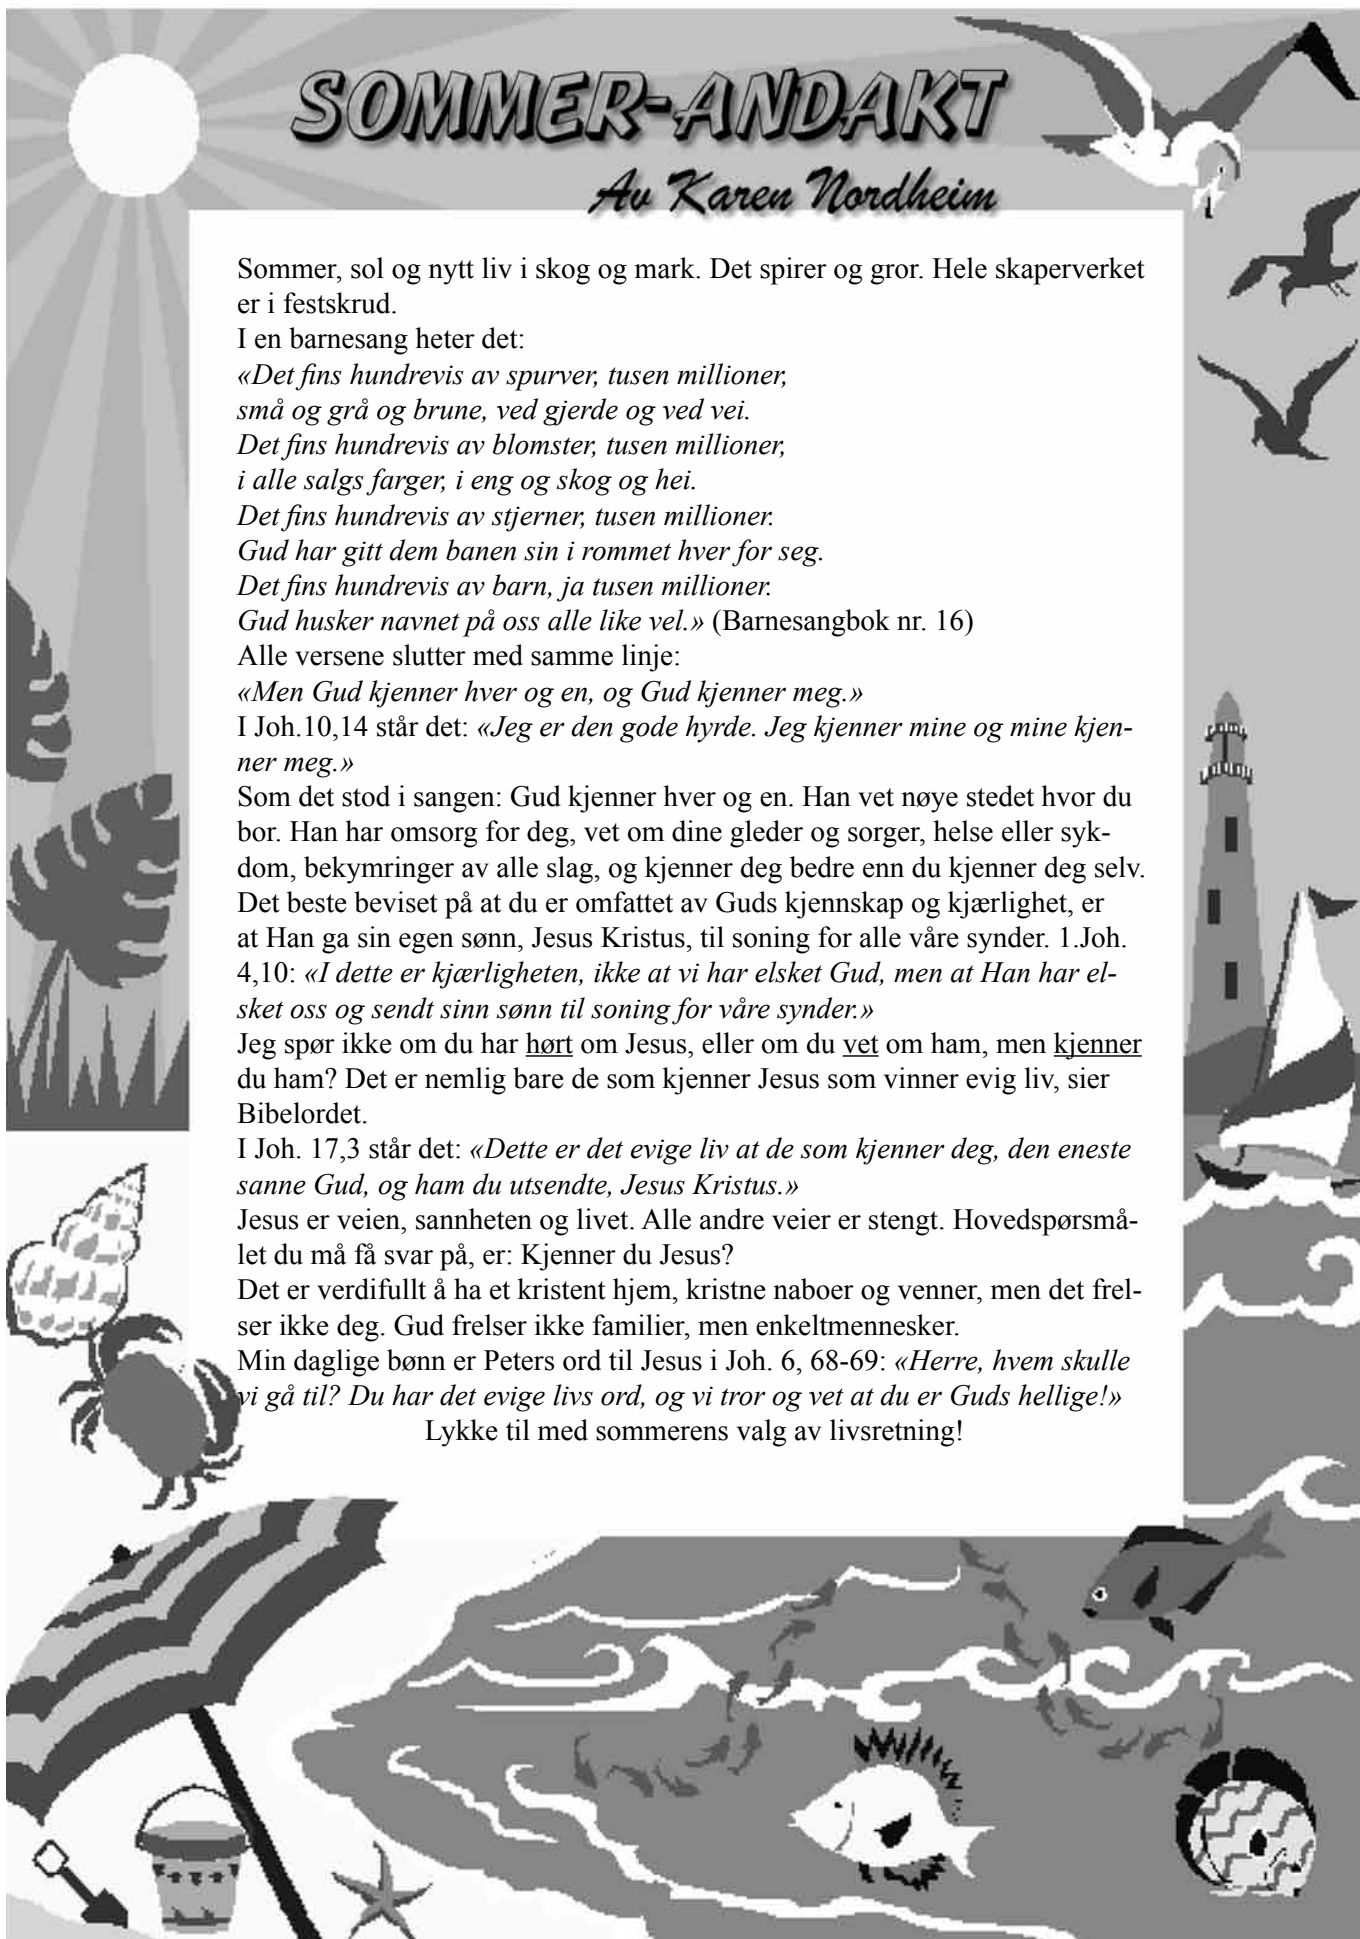 SOMMER-ANDAKT
Av Karen Nordheim
Sommer, sol og nytt liv i skog og mark. Det spirer og gror. Hele skaperverket
er i festskrud.
I en barnesang heter det:
«Det fins hundrevis av spurver, tusen millioner,
små og grå og brune, ved gjerde og ved vei.
Det fins hundrevis av blomster, tusen millioner,
i alle salgs farger, i eng og skog og hei.
Det fins hundrevis av stjerner, tusen millioner.
Gud har gitt dem banen sin i rommet hver for seg.
Det fins hundrevis av barn, ja tusen millioner.
Gud husker navnet på oss alle like vel.» (Barnesangbok nr. 16)
Alle versene slutter med samme linje:
«Men Gud kjenner hver og en, og Gud kjenner meg.»
I Joh.10,14 står det: «Jeg er den gode hyrde. Jeg kjenner mine og mine kjen-
ner meg.»
Som det stod i sangen: Gud kjenner hver og en. Han vet nøye stedet hvor du
bor. Han har omsorg for deg, vet om dine gleder og sorger, helse eller syk-
dom, bekymringer av alle slag, og kjenner deg bedre enn du kjenner deg selv.
Det beste beviset på at du er omfattet av Guds kjennskap og kjærlighet, er
at Han ga sin egen sønn, Jesus Kristus, til soning for alle våre synder. 1.Joh.
4,10: «I dette er kjærligheten, ikke at vi har elsket Gud, men at Han har el-
sket oss og sendt sinn sønn til soning for våre synder.»
Jeg spør ikke om du har hørt om Jesus, eller om du vet om ham, men kjenner
du ham? Det er nemlig bare de som kjenner Jesus som vinner evig liv, sier
Bibelordet.
I Joh. 17,3 står det: «Dette er det evige liv at de som kjenner deg, den eneste
sanne Gud, og ham du utsendte, Jesus Kristus.»
Jesus er veien, sannheten og livet. Alle andre veier er stengt. Hovedspørsmå-
let du må få svar på, er: Kjenner du Jesus?
Det er verdifullt å ha et kristent hjem, kristne naboer og venner, men det frel-
ser ikke deg. Gud frelser ikke familier, men enkeltmennesker.
Min daglige bønn er Peters ord til Jesus i Joh. 6, 68-69: «Herre, hvem skulle
vi gå til? Du har det evige livs ord, og vi tror og vet at du er Guds hellige!»
Lykke til med sommerens valg av livsretning!